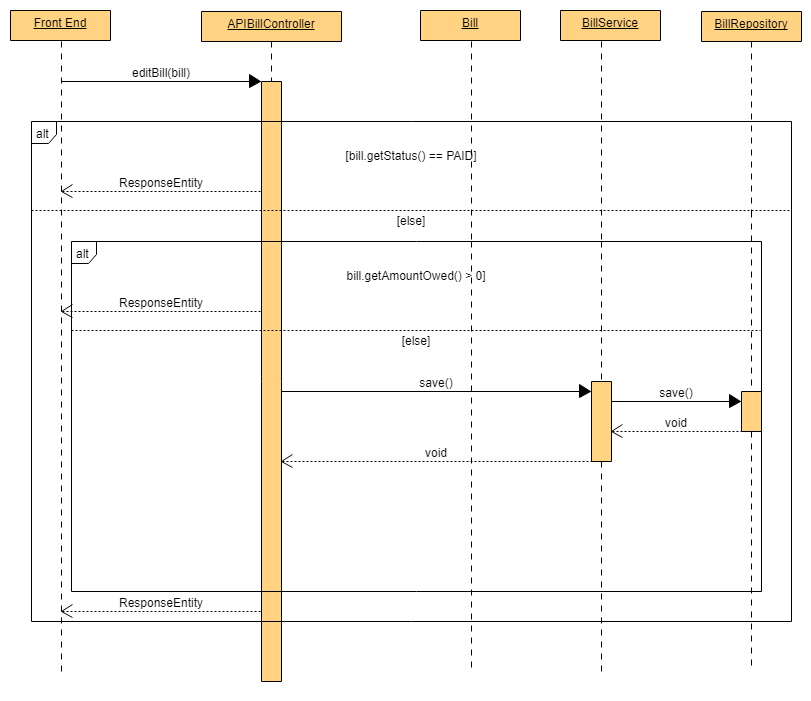 Front End
APIBillController
Bill
BillService
BillRepository
editBill(bill)
alt
[bill.getStatus() == PAID]
ResponseEntity
[else]
alt
bill.getAmountOwed() > 0]
ResponseEntity
[else]
save()
save()
void
void
ResponseEntity